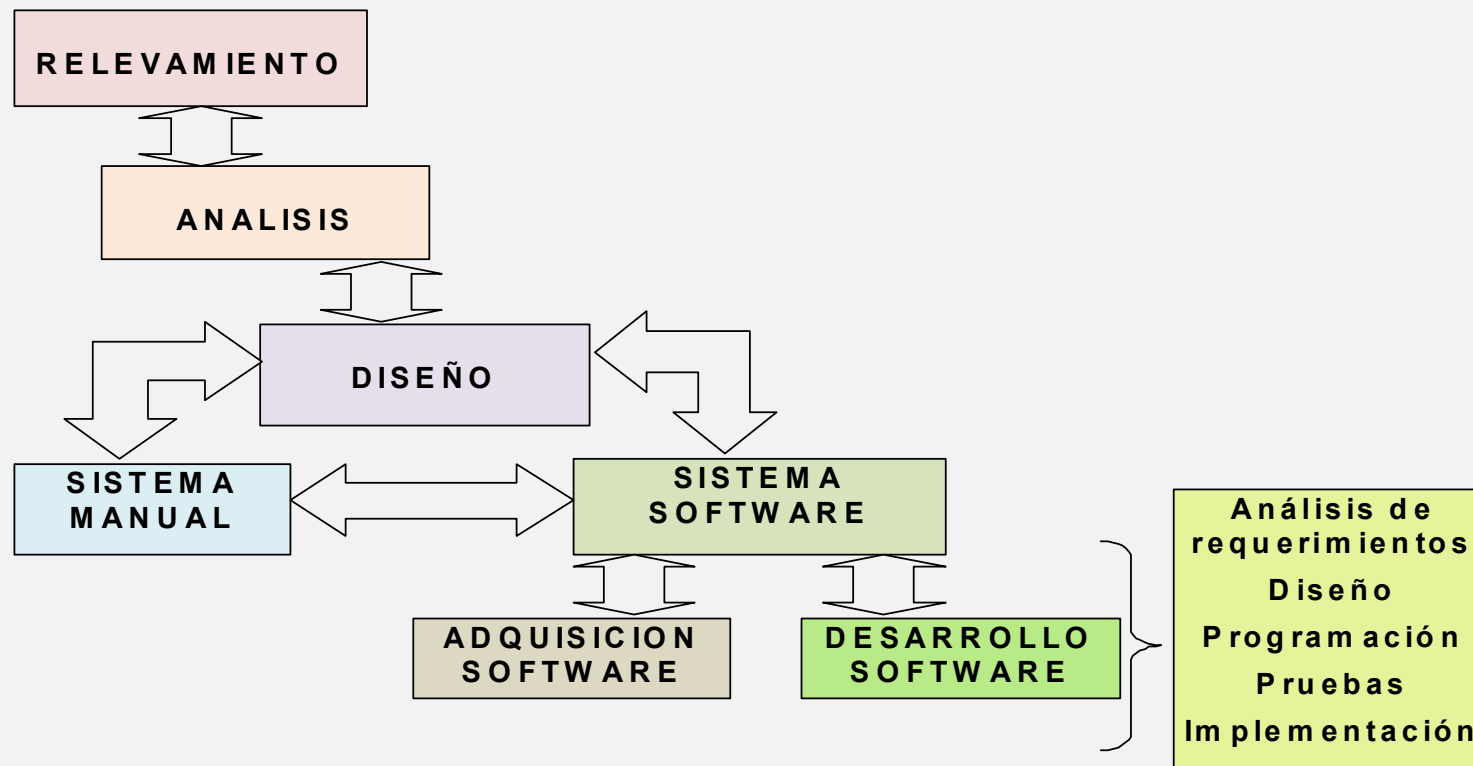 RELEVAMIENTO
ANALISIS
DISEÑO
SISTEMA
MANUAL
SISTEMA
SOFTWARE
ADQUISICION
SOFTWARE
DESARROLLO
SOFTWARE
Análisis de
requerimientos
Diseño
Programación
Pruebas
Implementación